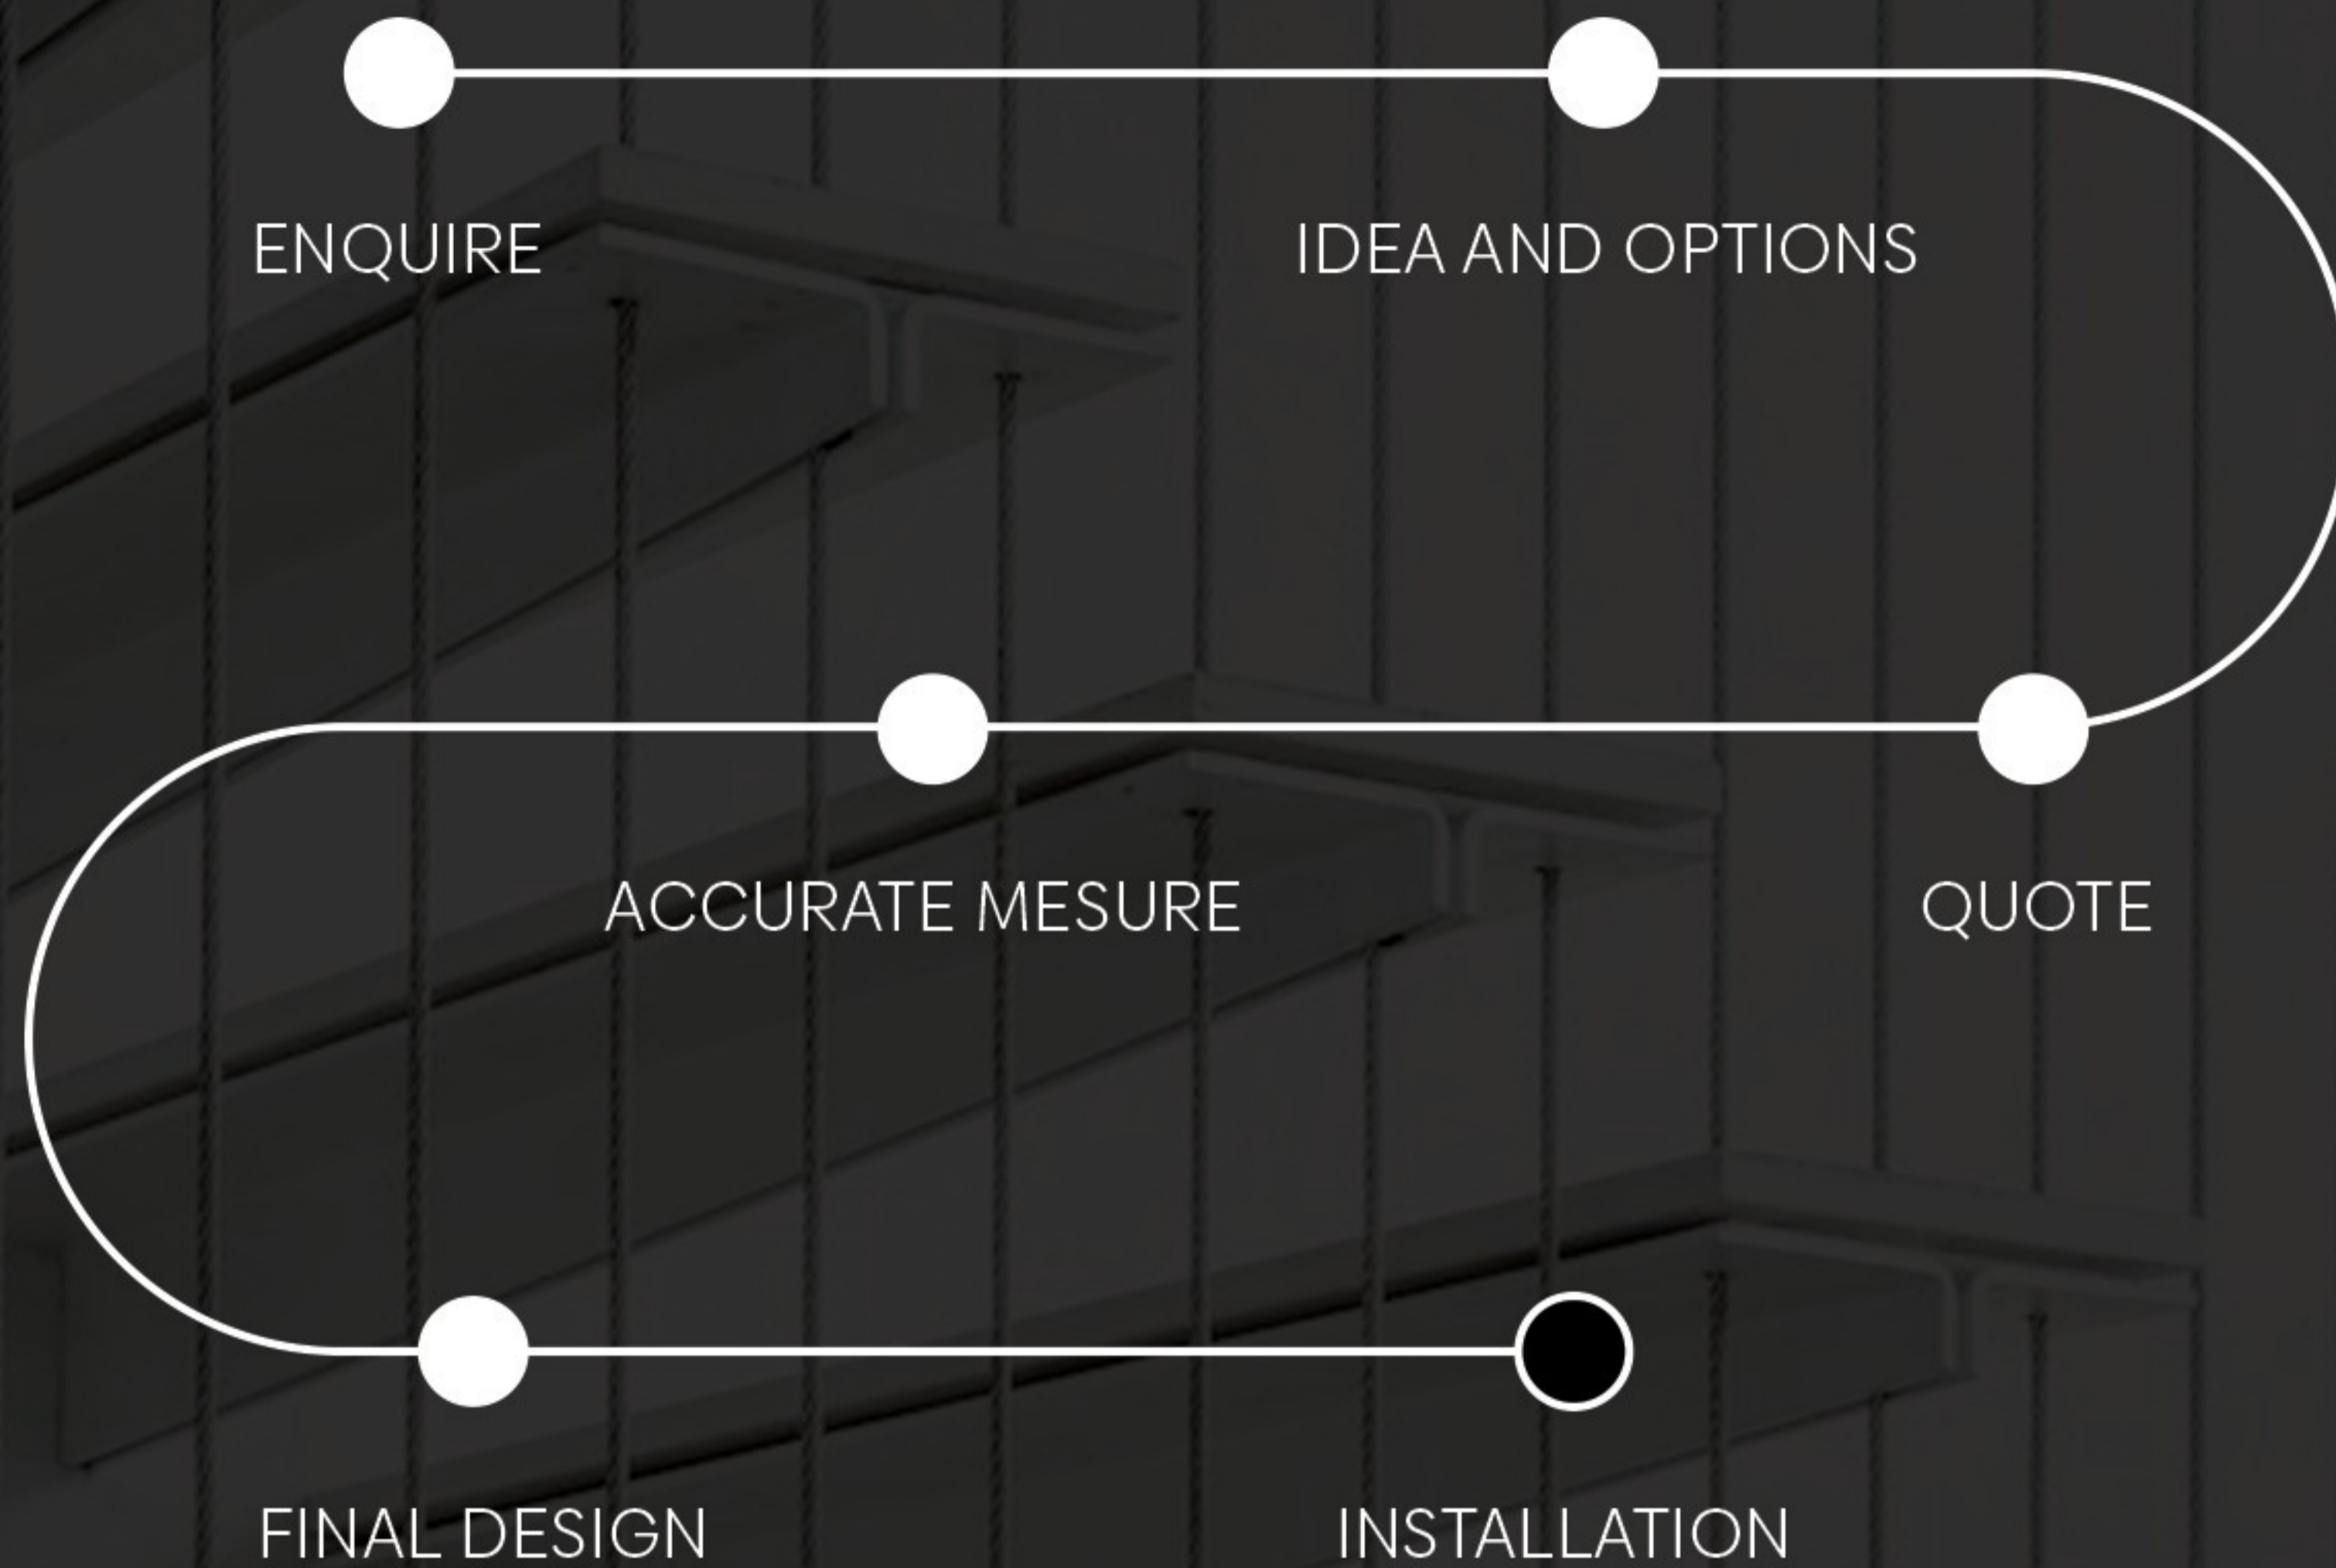 ENQUIRE
IDEA AND OPTIONS
ACCURATE MESURE
QUOTE
FINAL DESIGN
INSTALLATION